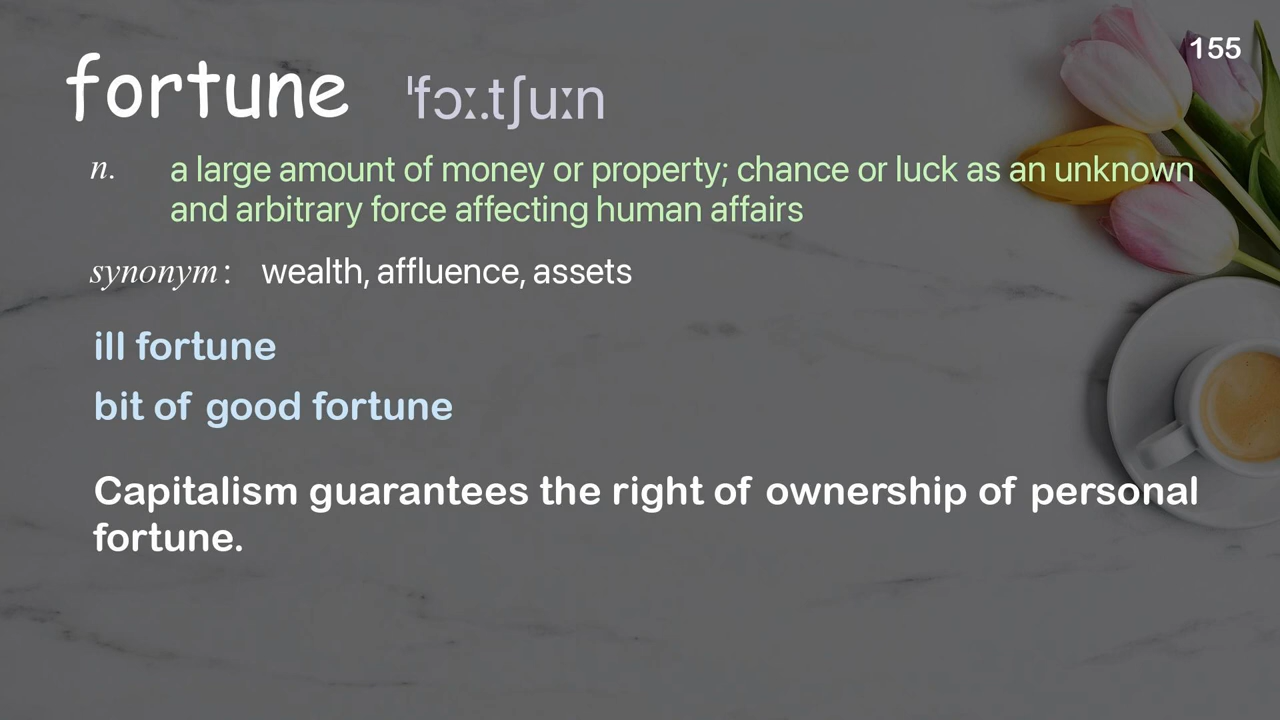 155
fortune ˈfɔː.tʃuːn
n. a large amount of money or property; chance or luck as an unknown
and arbitrary force affecting human affairs
synonym: wealth, affluence, assets
ill fortune
bit of good fortune
Capitalism guarantees the right of ownership of personal
fortune.